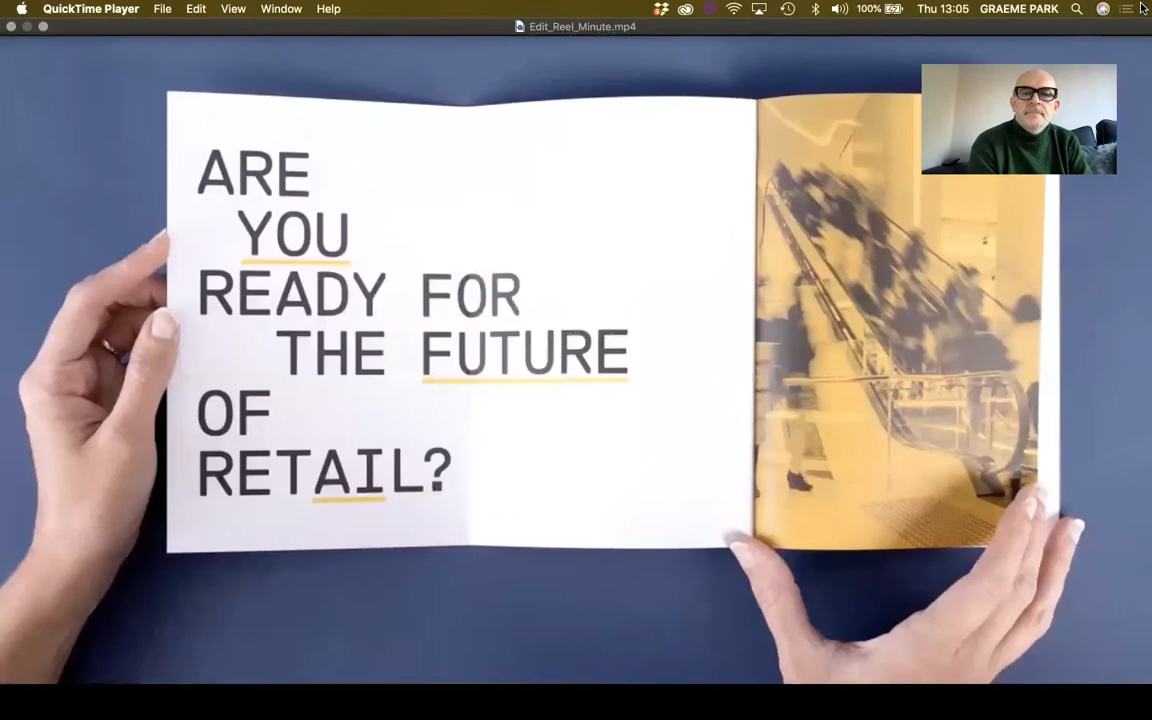 QuickTime Player File Edit View Window Help 100% Thu 13:05 GRAEME PARK
Edit_Reel_Minute.mp4
ARE
YOU
READY FOR
THE FUTURE
OF
RETAIL?